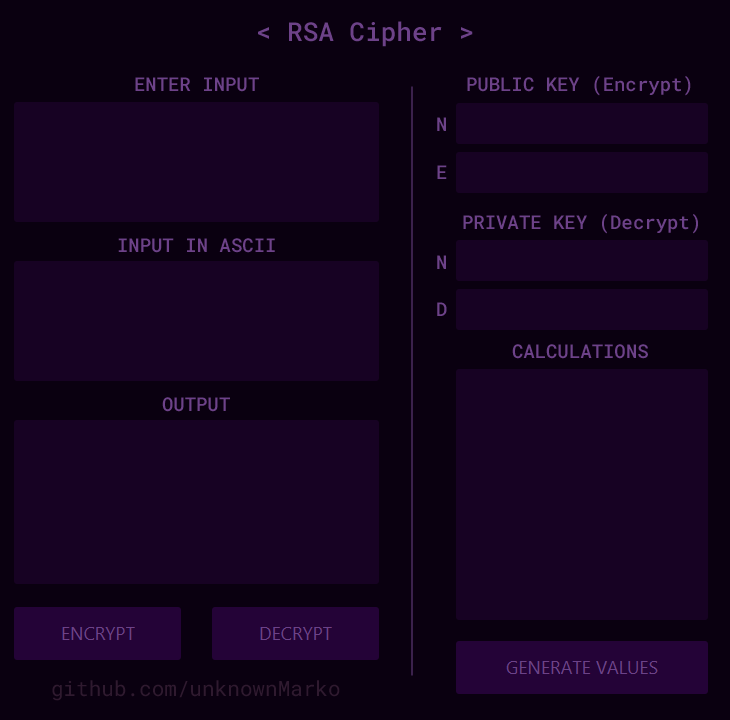 < RSA Cipher >
ENTER INPUT
INPUT IN ASCII
OUTPUT
ENCRYPT
DECRYPT
github.com/unknownMarko
PUBLIC KEY (Encrypt)
N
E
PRIVATE KEY (Decrypt)
N
D
CALCULATIONS
GENERATE VALUES